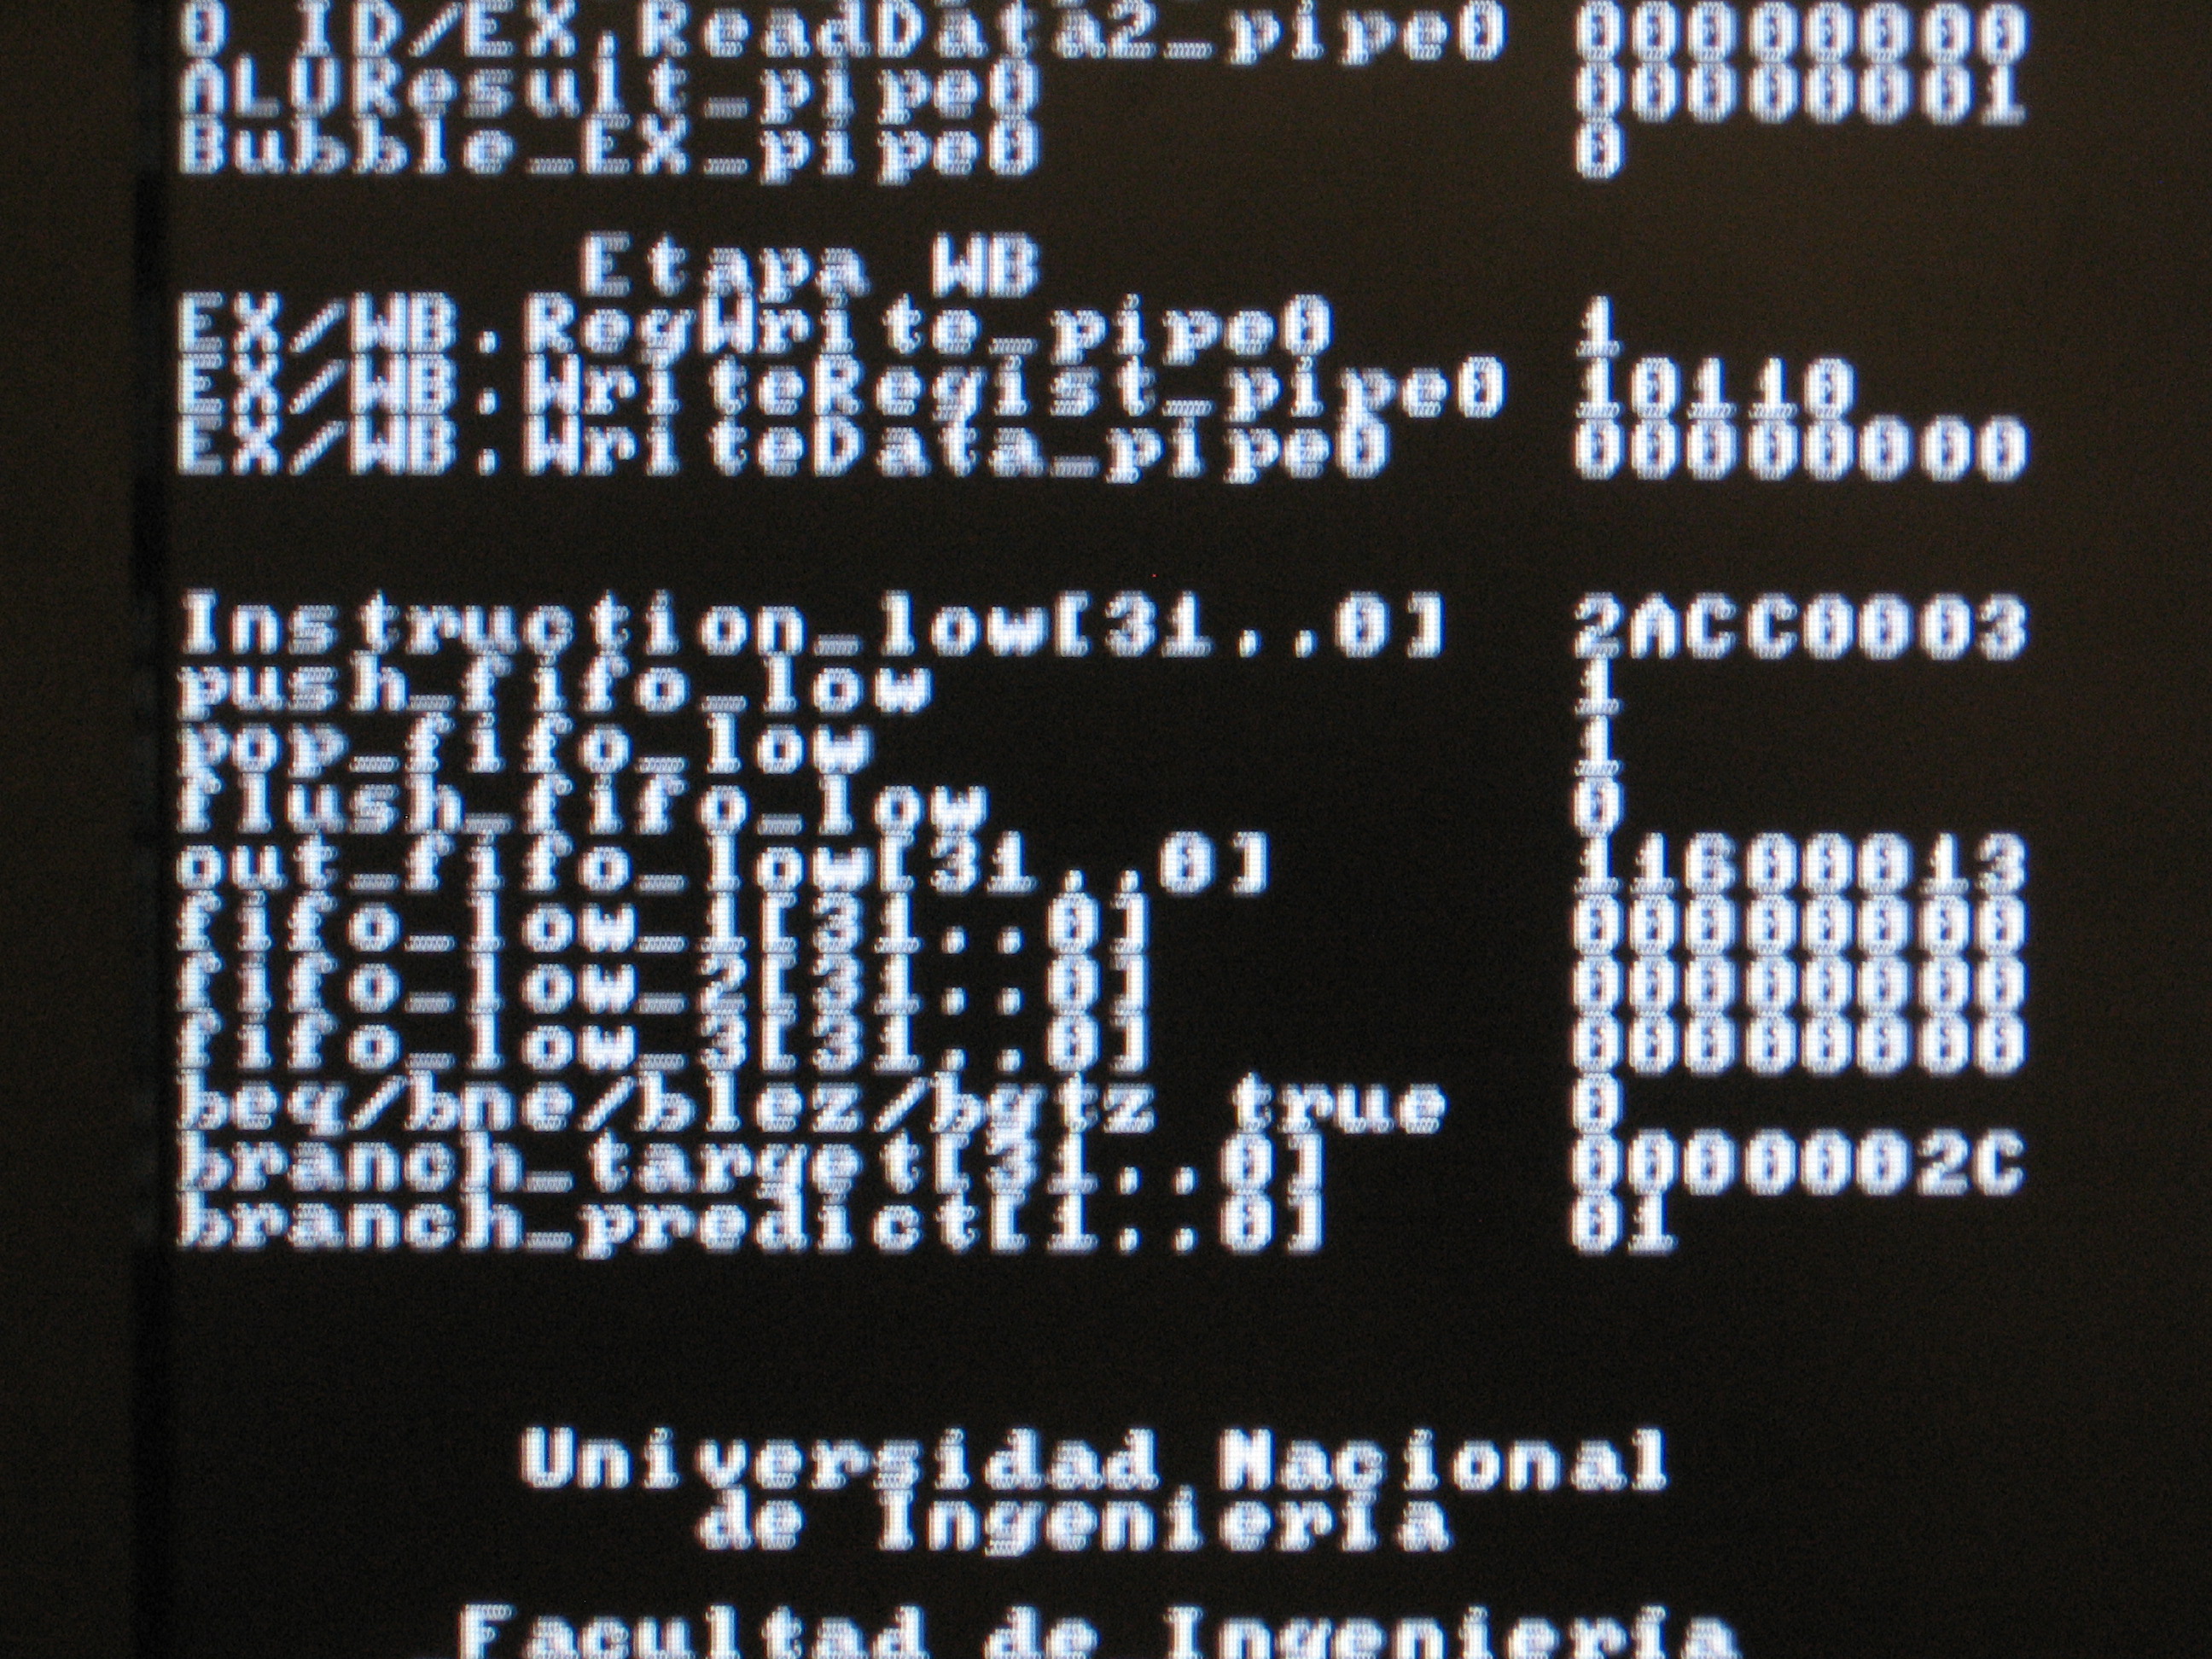 0 ID/EX.ReadData2_pipe0 00000000
ALUResult_pipe0 00000001
Bubble_EX_pipe0 0
Etapa WB
EX/WB.RegWrite_pipe0 1
EX/WB.WriteRegist_pipe0 10110
EX/WB.WriteData_pipe0 00000000
Instruction_low[31..0] 2ACC0003
push_fifo_low 1
pop_fifo_low 1
flush_fifo_low 0
out_fifo_low[31..0] 11600013
fifo_low_1[31..0] 00000000
fifo_low_2[31..0] 00000000
fifo_low_3[31..0] 00000000
beq/bne/blez/bgtz true 0
branch_target[31..0] 0000002C
branch_predict[1..0] 01
Universidad Nacional
de Ingeniería
Facultad de Ingeniería